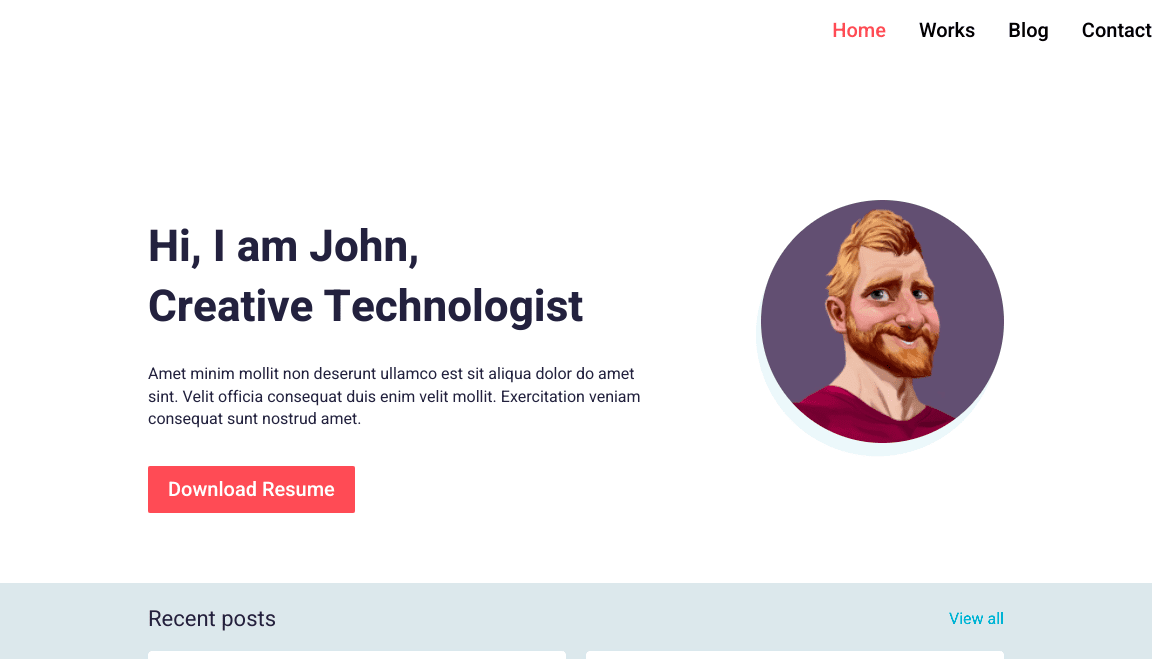 Home Works Blog Contact
Hi, I am John,
Creative Technologist
Amet minim mollit non deserunt ullamco est sit aliqua dolor do amet
sint. Velit officia consequat duis enim velit mollit. Exercitation veniam
consequat sunt nostrud amet.
Download Resume
Recent posts View all